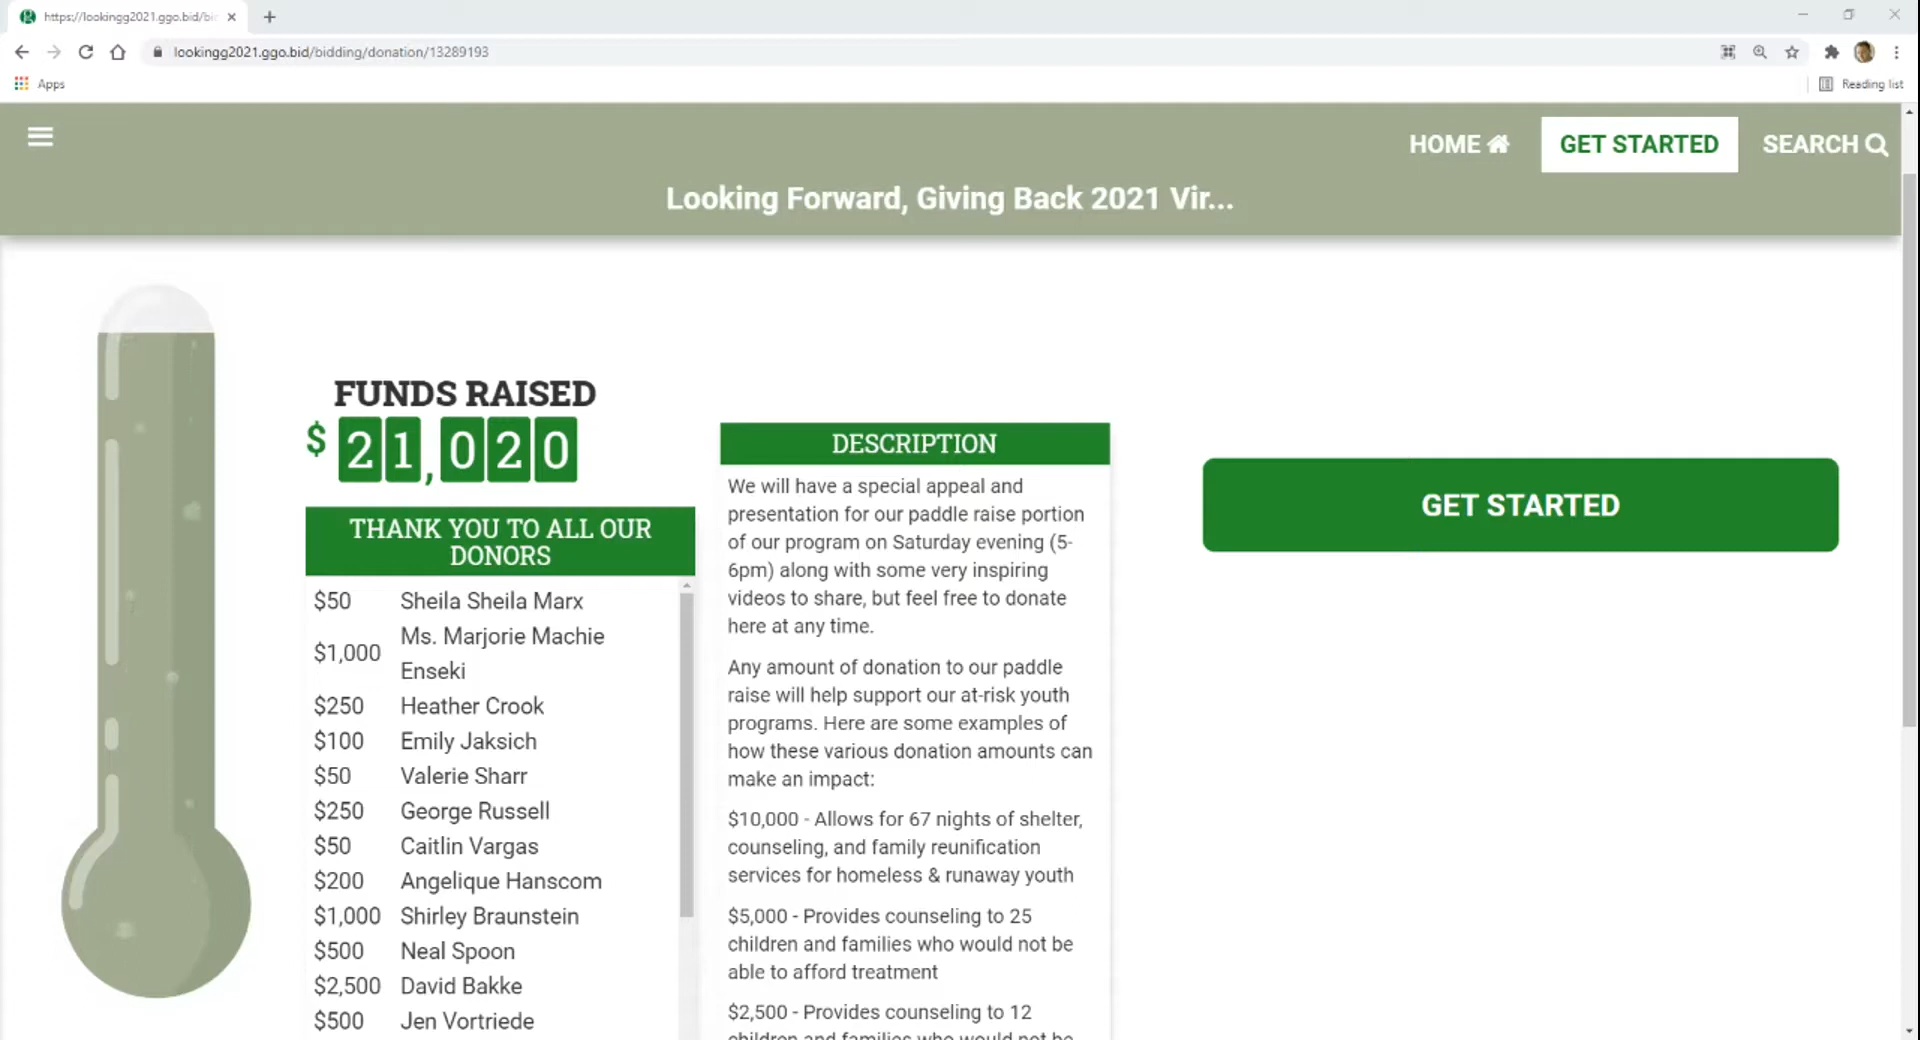 https://lookingg2021.ggo.bid/bi
lookingg2021.ggo.bid/bidding/donation/13289193
Apps
Reading list
HOME
GET STARTED
SEARCH
Looking Forward, Giving Back 2021 Vir...
FUNDS RAISED
$ 21,020
THANK YOU TO ALL OUR
DONORS
$50 Sheila Sheila Marx
$1,000 Ms. Marjorie Machie
Enseki
$250 Heather Crook
$100 Emily Jaksich
$50 Valerie Sharr
$250 George Russell
$50 Caitlin Vargas
$200 Angelique Hanscom
$1,000 Shirley Braunstein
$500 Neal Spoon
$2,500 David Bakke
$500 Jen Vortriede
DESCRIPTION
We will have a special appeal and
presentation for our paddle raise portion
of our program on Saturday evening (5-
6pm) along with some very inspiring
videos to share, but feel free to donate
here at any time.
Any amount of donation to our paddle
raise will help support our at-risk youth
programs. Here are some examples of
how these various donation amounts can
make an impact:
$10,000 - Allows for 67 nights of shelter,
counseling, and family reunification
services for homeless & runaway youth
$5,000 - Provides counseling to 25
children and families who would not be
able to afford treatment
$2,500 - Provides counseling to 12
children and families who would not be
GET STARTED